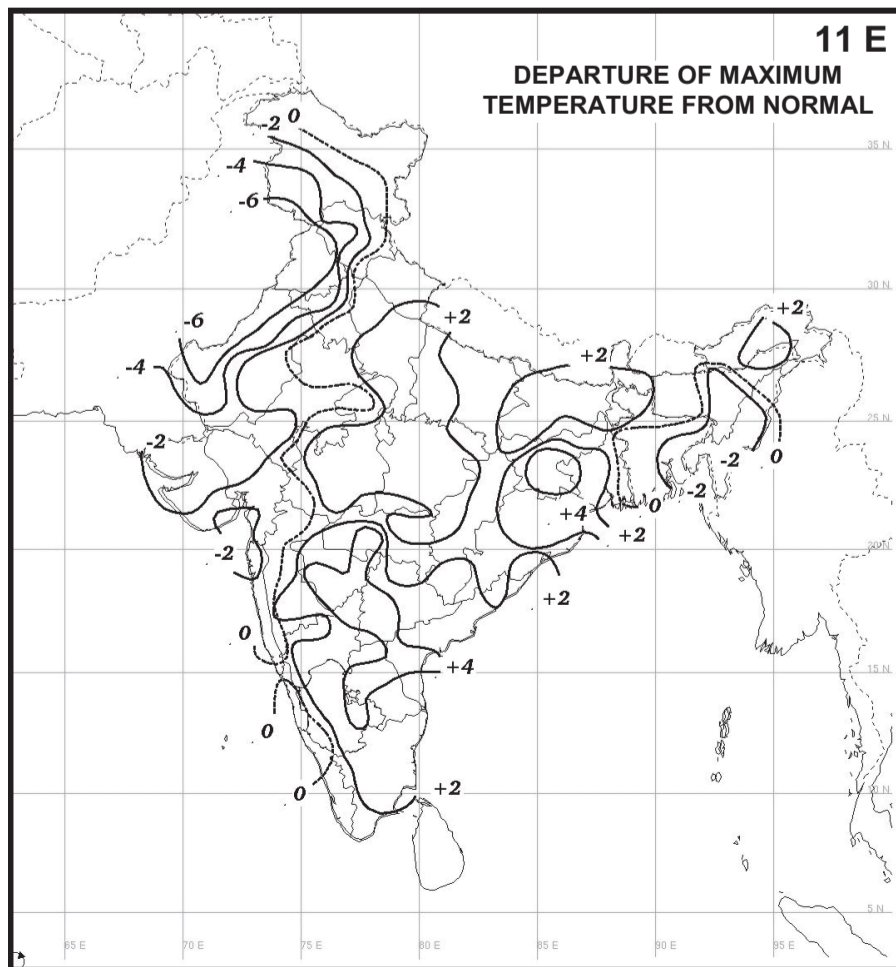 11 E
DEPARTURE OF MAXIMUM
TEMPERATURE FROM NORMAL
-2
0
35 N
-4
-6
30 N
-6
+2
+2
+2
-4
25 N
-2
-2
0
-2
0
+4
+2
20 N
-2
+2
0
+4
15 N
0
0
+2
10 N
5 N
65 E
70 E
75 E
80 E
85 E
90 E
95 E